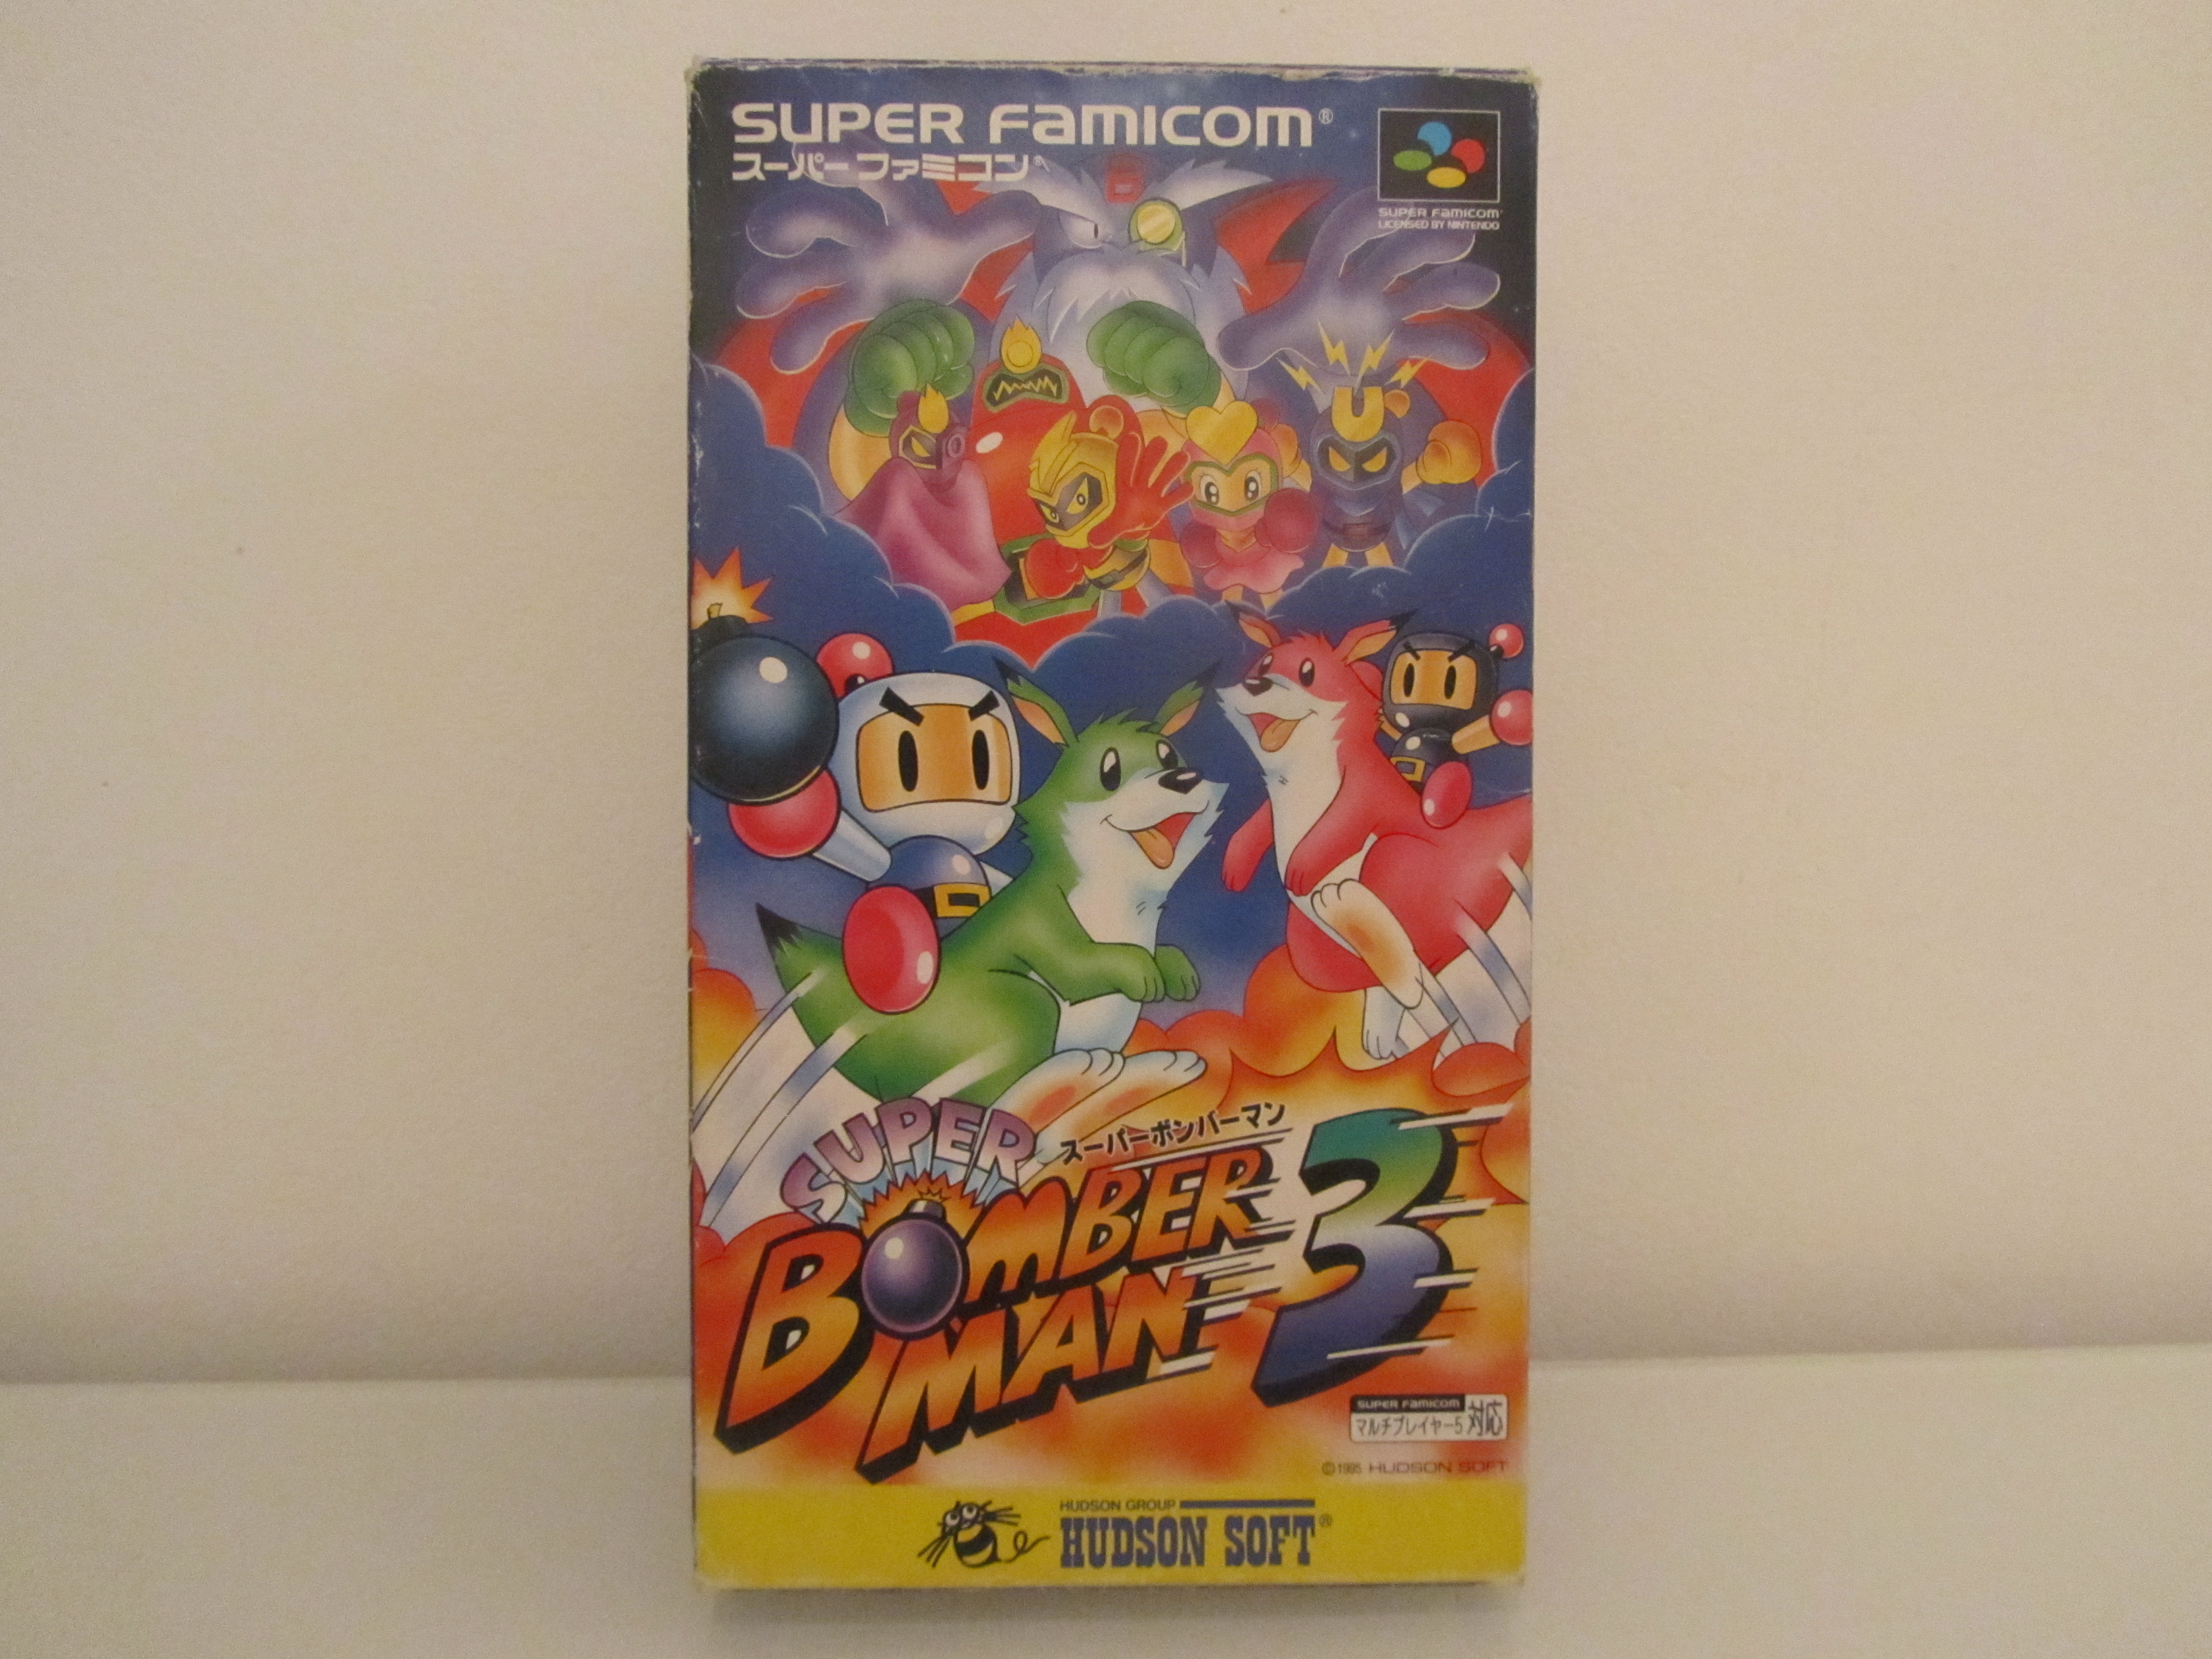 SUPER FAMICOM®
スーパーファミコン®
SUPER FAMICOM
LICENSED BY NINTENDO
SUPER
スーパーボンバーマン
BOMBER
MAN 3
SUPER FAMICOM
マルチプレイヤー5対応
©1995 HUDSON SOFT
HUDSON GROUP
HUDSON SOFT®